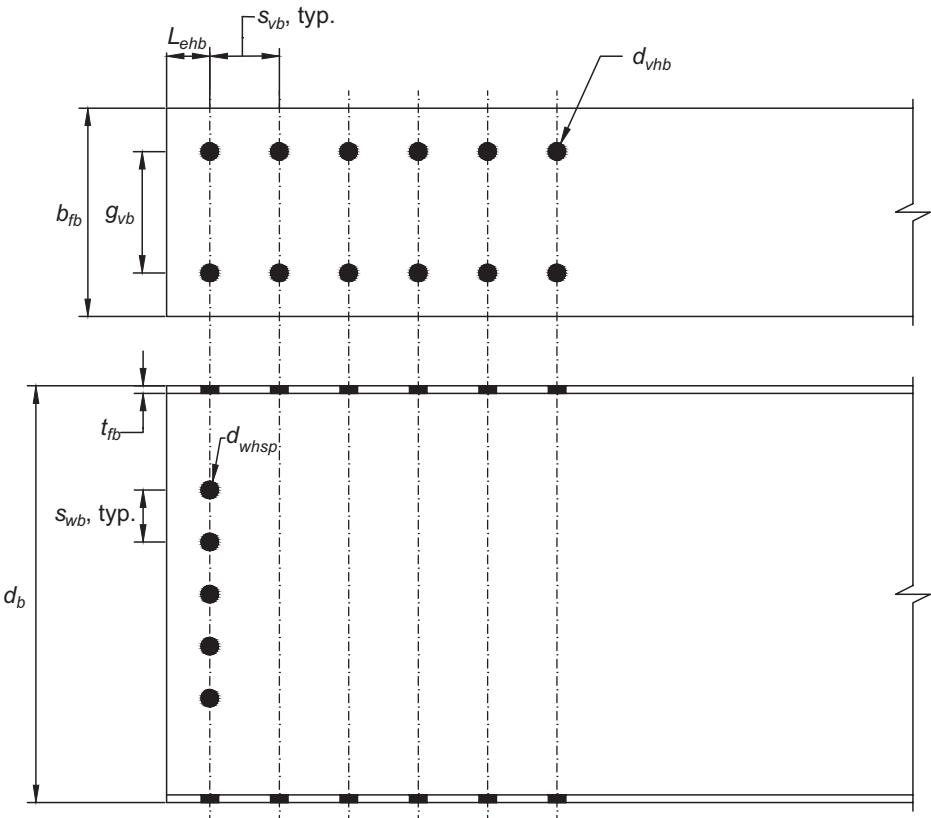 s_vb, typ.
L_ehb
d_vhb
b_fb
g_vb
t_fb
d_whsp
s_wb, typ.
d_b